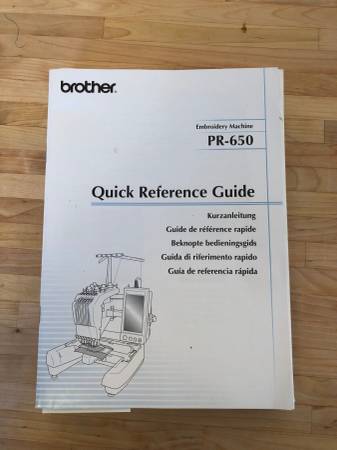 brother®
Embroidery Machine
PR-650
Quick Reference Guide
Kurzanleitung
Guide de référence rapide
Beknopte bedieningsgids
Guida di riferimento rapido
Guía de referencia rápida